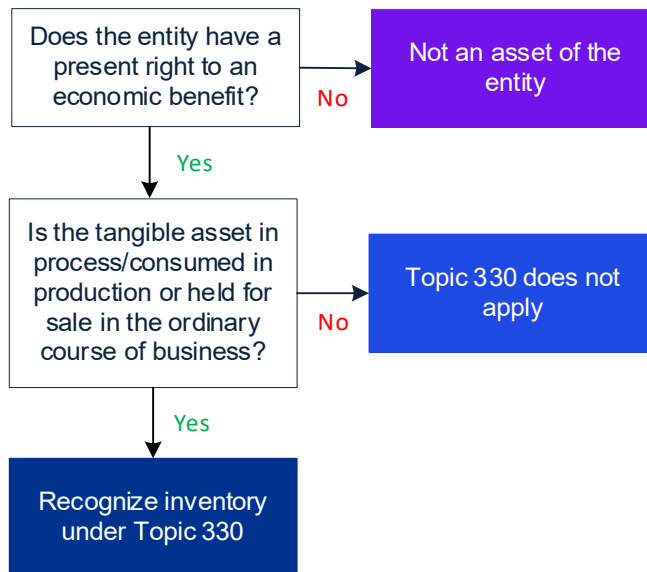 Does the entity have a
present right to an
economic benefit?
Not an asset of the
entity
No
Yes
Is the tangible asset in
process/consumed in
production or held for
sale in the ordinary
course of business?
Topic 330 does not
apply
No
Yes
Recognize inventory
under Topic 330